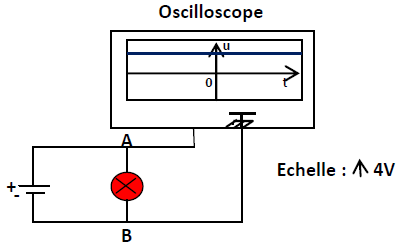 Oscilloscope
u
0
t
A
Echelle : 4V
+
-
B